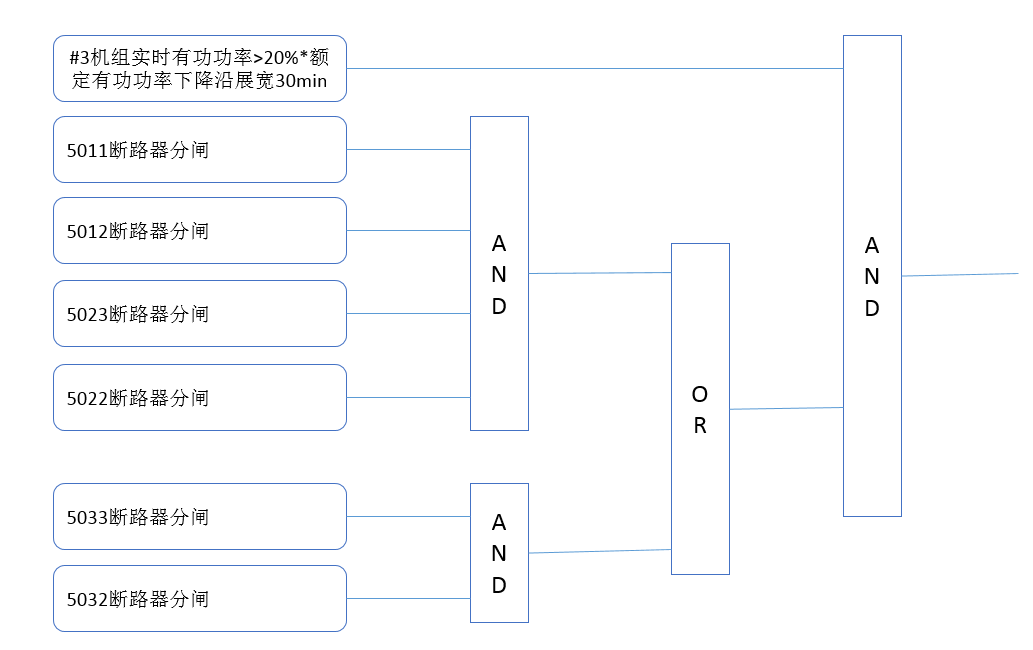 #3机组实时有功功率>20%*额
定有功功率下降沿展宽30min
5011断路器分闸
5012断路器分闸
5023断路器分闸
5022断路器分闸
5033断路器分闸
5032断路器分闸
A
N
D
A
N
D
O
R
A
N
D